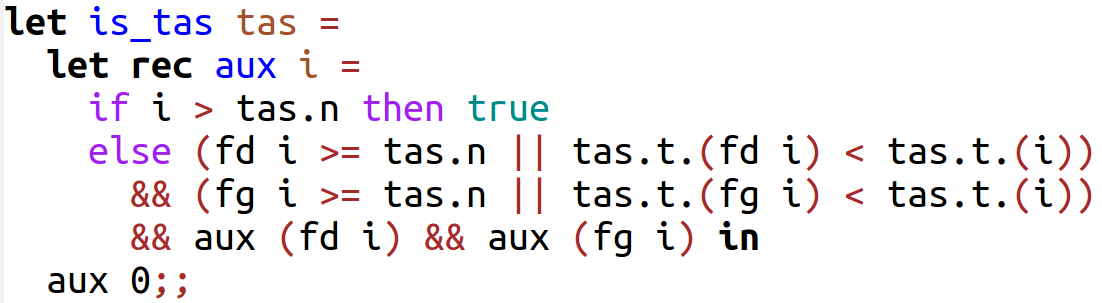 let is_tas tas =
  let rec aux i =
    if i > tas.n then true
    else (fd i >= tas.n || tas.t.(fd i) < tas.t.(i))
      && (fg i >= tas.n || tas.t.(fg i) < tas.t.(i))
      && aux (fd i) && aux (fg i) in
  aux 0;;